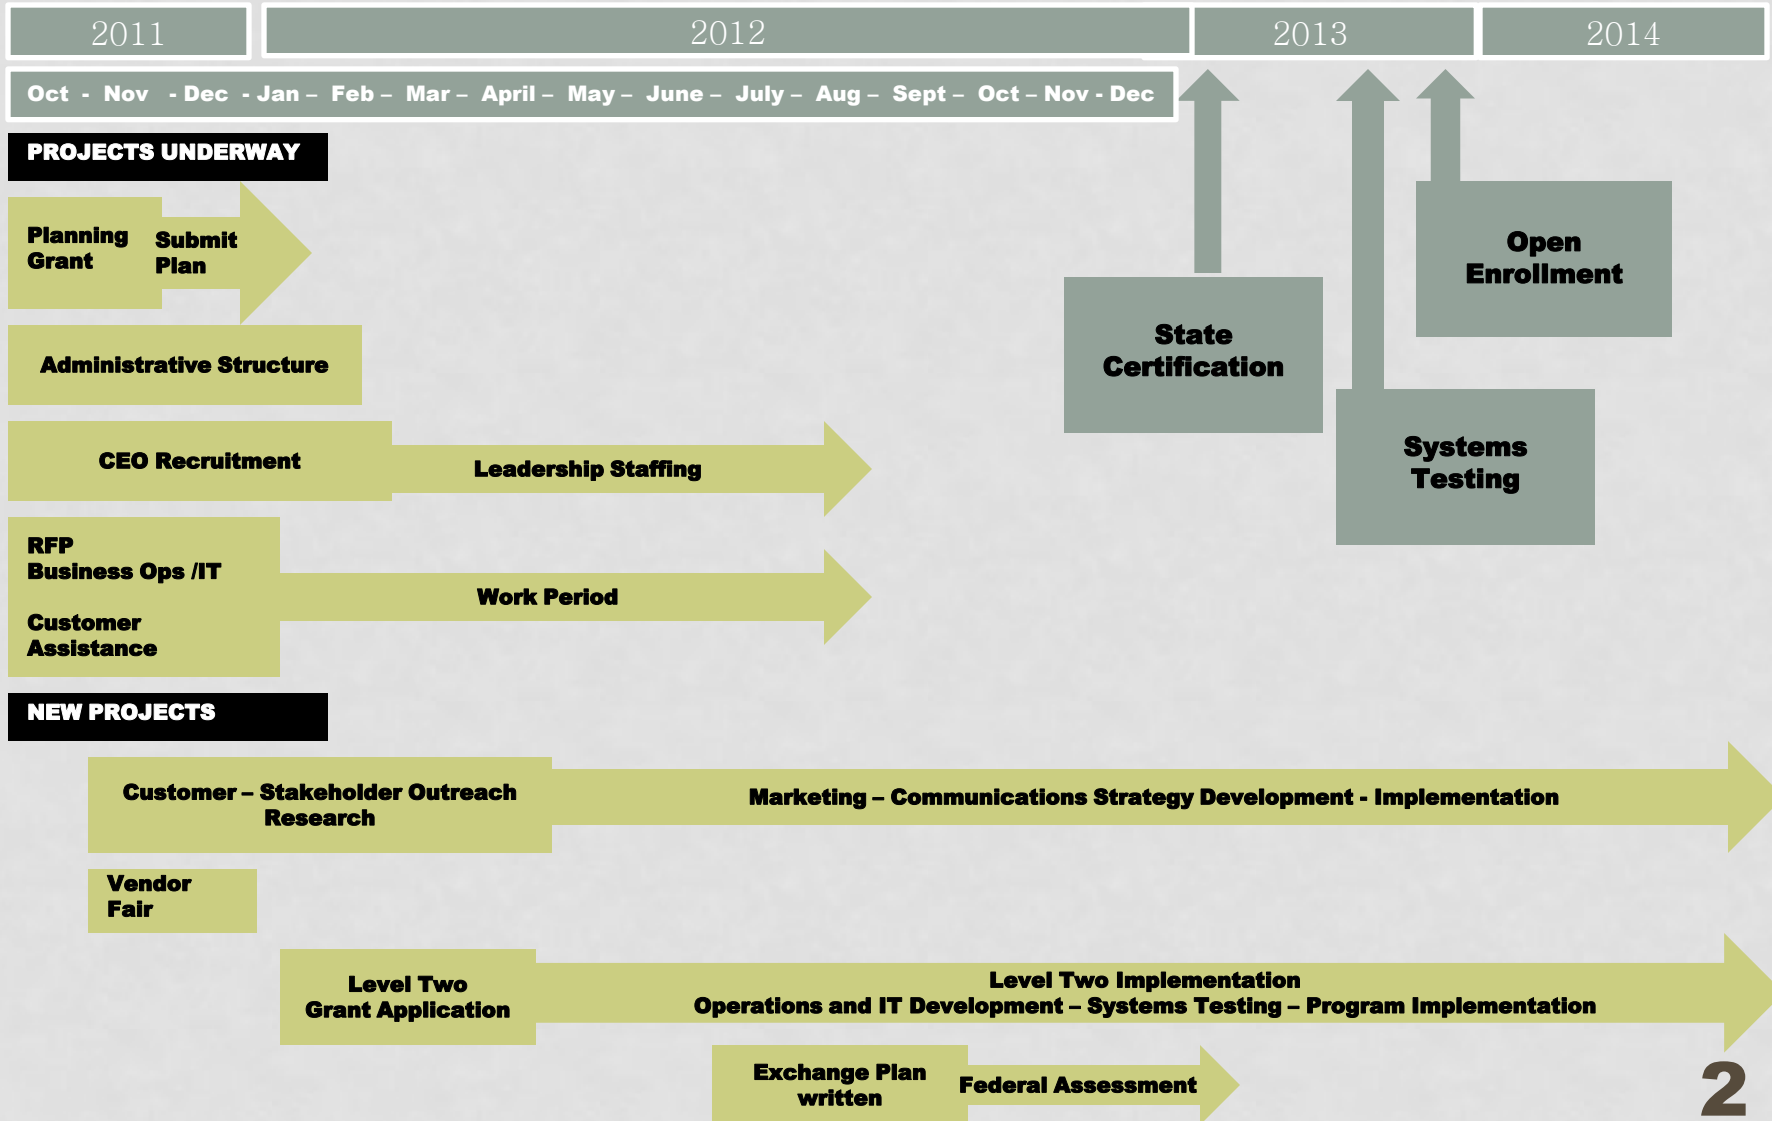 2011
2012
2013
2014
Oct - Nov - Dec - Jan – Feb – Mar – April – May – June – July – Aug – Sept – Oct – Nov - Dec
PROJECTS UNDERWAY
Planning
Grant
Submit
Plan
Open
Enrollment
State
Certification
Administrative Structure
Systems
Testing
CEO Recruitment
Leadership Staffing
RFP
Business Ops /IT
Customer
Assistance
Work Period
NEW PROJECTS
Customer – Stakeholder Outreach
Research
Marketing – Communications Strategy Development - Implementation
Vendor
Fair
Level Two
Grant Application
Level Two Implementation
Operations and IT Development – Systems Testing – Program Implementation
Exchange Plan
written
Federal Assessment
2